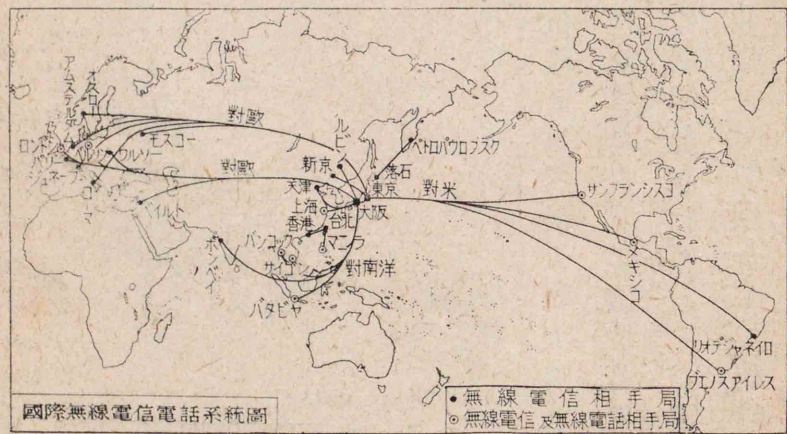 オスロー
アムステルダム
ロンドン
パリー
ジュネーブ
ベルリン
ワルソー
モスコー
ローマ
ベイルト
對歐
對歐
ハルビン
新京
天津
上海
香港
台北
大阪
東京
落石
ペトロパウロフスク
對米
サンフランシスコ
メキシコ
リオデジャネイロ
ブエノスアイレス
ボンベイ
バンコック
サイゴン
マニラ
對南洋
バタビヤ
國際無線電信電話系統圖
●無線電信相手局
◉無線電信及無線電話相手局